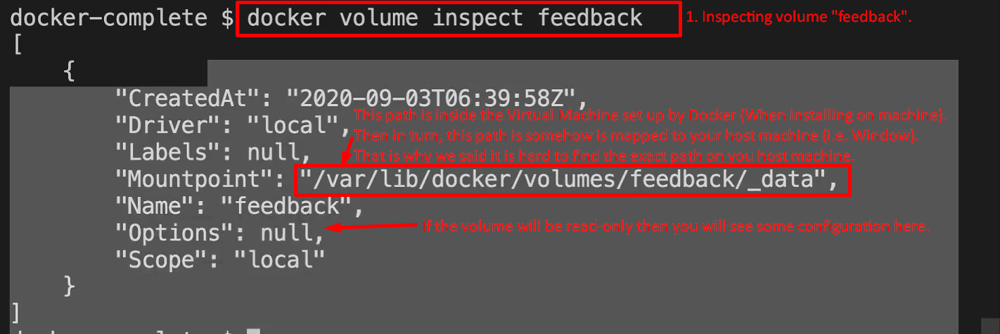 docker-complete $ docker volume inspect feedback 1. Inspecting volume "feedback".
[
{
"CreatedAt": "2020-09-03T06:39:58Z",
This path is inside the Virtual Machine set up by Docker (When installing on machine).
"Driver": "local",
Then in turn, this path is somehow is mapped to your host machine (I.e. Window).
"Labels": null,
That is why we said it is hard to find the exact path on you host machine.
"Mountpoint": "/var/lib/docker/volumes/feedback/_data",
"Name": "feedback",
"Options": null, If the volume will be read-only then you will see some configuration here.
"Scope": "local"
}
]
docker-complete $